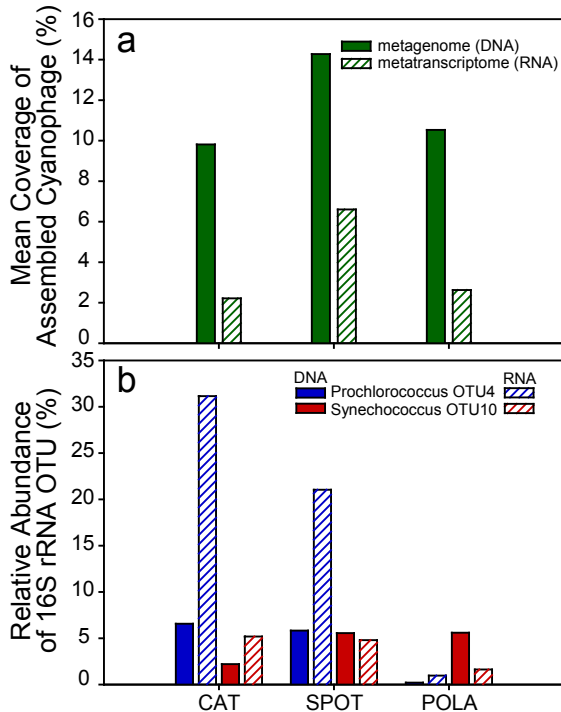 a
Mean Coverage of
Assembled Cyanophage (%)
16
14
12
10
8
6
4
2
0
metagenome (DNA)
metatranscriptome (RNA)
b
Relative Abundance
of 16S rRNA OTU (%)
35
30
25
20
15
10
5
0
DNA RNA
Prochlorococcus OTU4
Synechococcus OTU10
CAT SPOT POLA